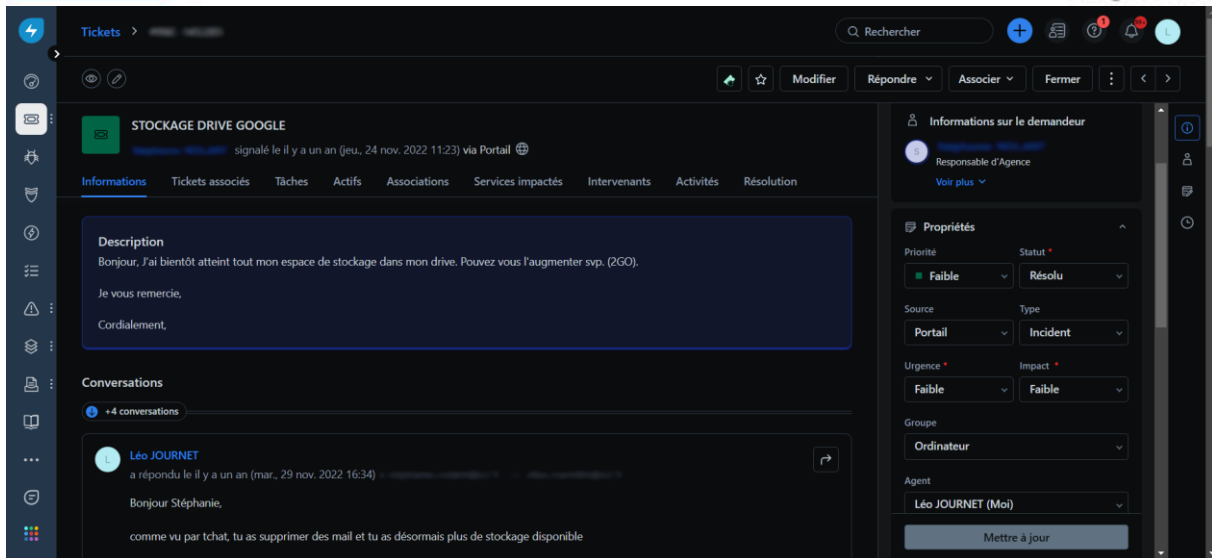 Tickets >
Rechercher
1
L
Modifier
Répondre
Associer
Fermer
STOCKAGE DRIVE GOOGLE
signalé le il y a un an (jeu., 24 nov. 2022 11:23) via Portail
Informations Tickets associés Tâches Actifs Associations Services impactés Intervenants Activités Résolution
Description
Bonjour, J'ai bientôt atteint tout mon espace de stockage dans mon drive. Pouvez vous l'augmenter svp. (2GO).
Je vous remercie,
Cordialement,
Conversations
+4 conversations
L
Léo JOURNET
a répondu le il y a un an (mar., 29 nov. 2022 16:34)
Bonjour Stéphanie,
comme vu par tchat, tu as supprimer des mail et tu as désormais plus de stockage disponible
Informations sur le demandeur
S
Responsable d'Agence
Voir plus
Propriétés
Priorité Statut *
Faible Résolu
Source Type
Portail Incident
Urgence * Impact *
Faible Faible
Groupe
Ordinateur
Agent
Léo JOURNET (Moi)
Mettre à jour